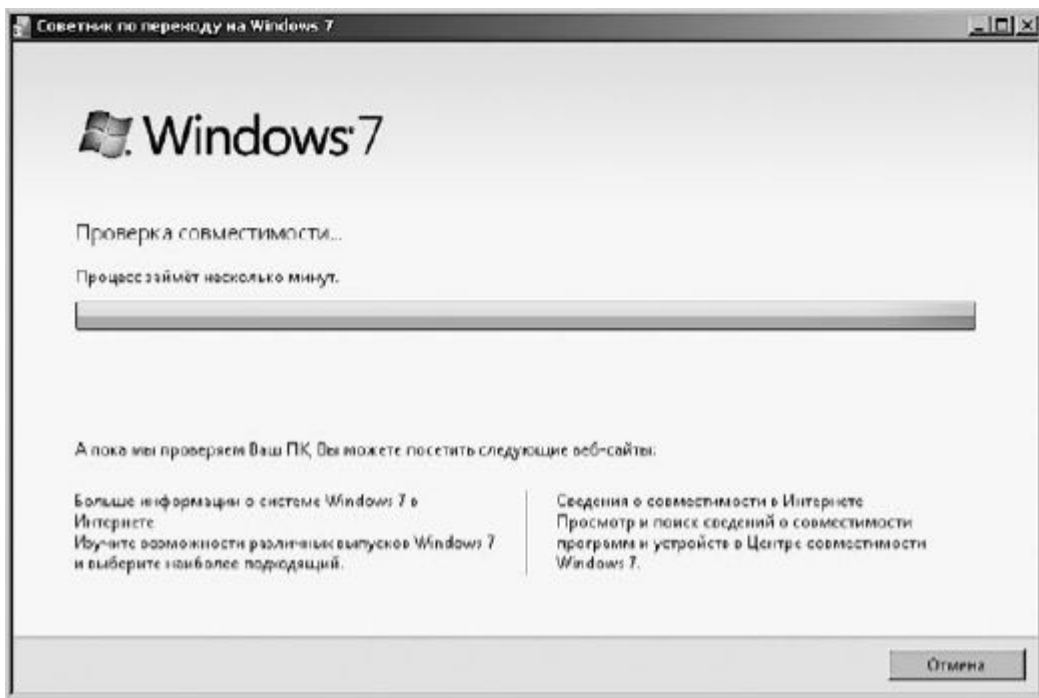 Советник по переходу на Windows 7
Windows 7
Проверка совместимости...
Процесс займёт несколько минут.
А пока мы проверяем Ваш ПК, Вы можете посетить следующие веб-сайты:
Больше информации о системе Windows 7 в
Интернете
Изучите возможности различных выпусков Windows 7
и выберите наиболее подходящий.
Сведения о совместимости в Интернете
Просмотр и поиск сведений о совместимости
программ и устройств в Центре совместимости
Windows 7.
Отмена